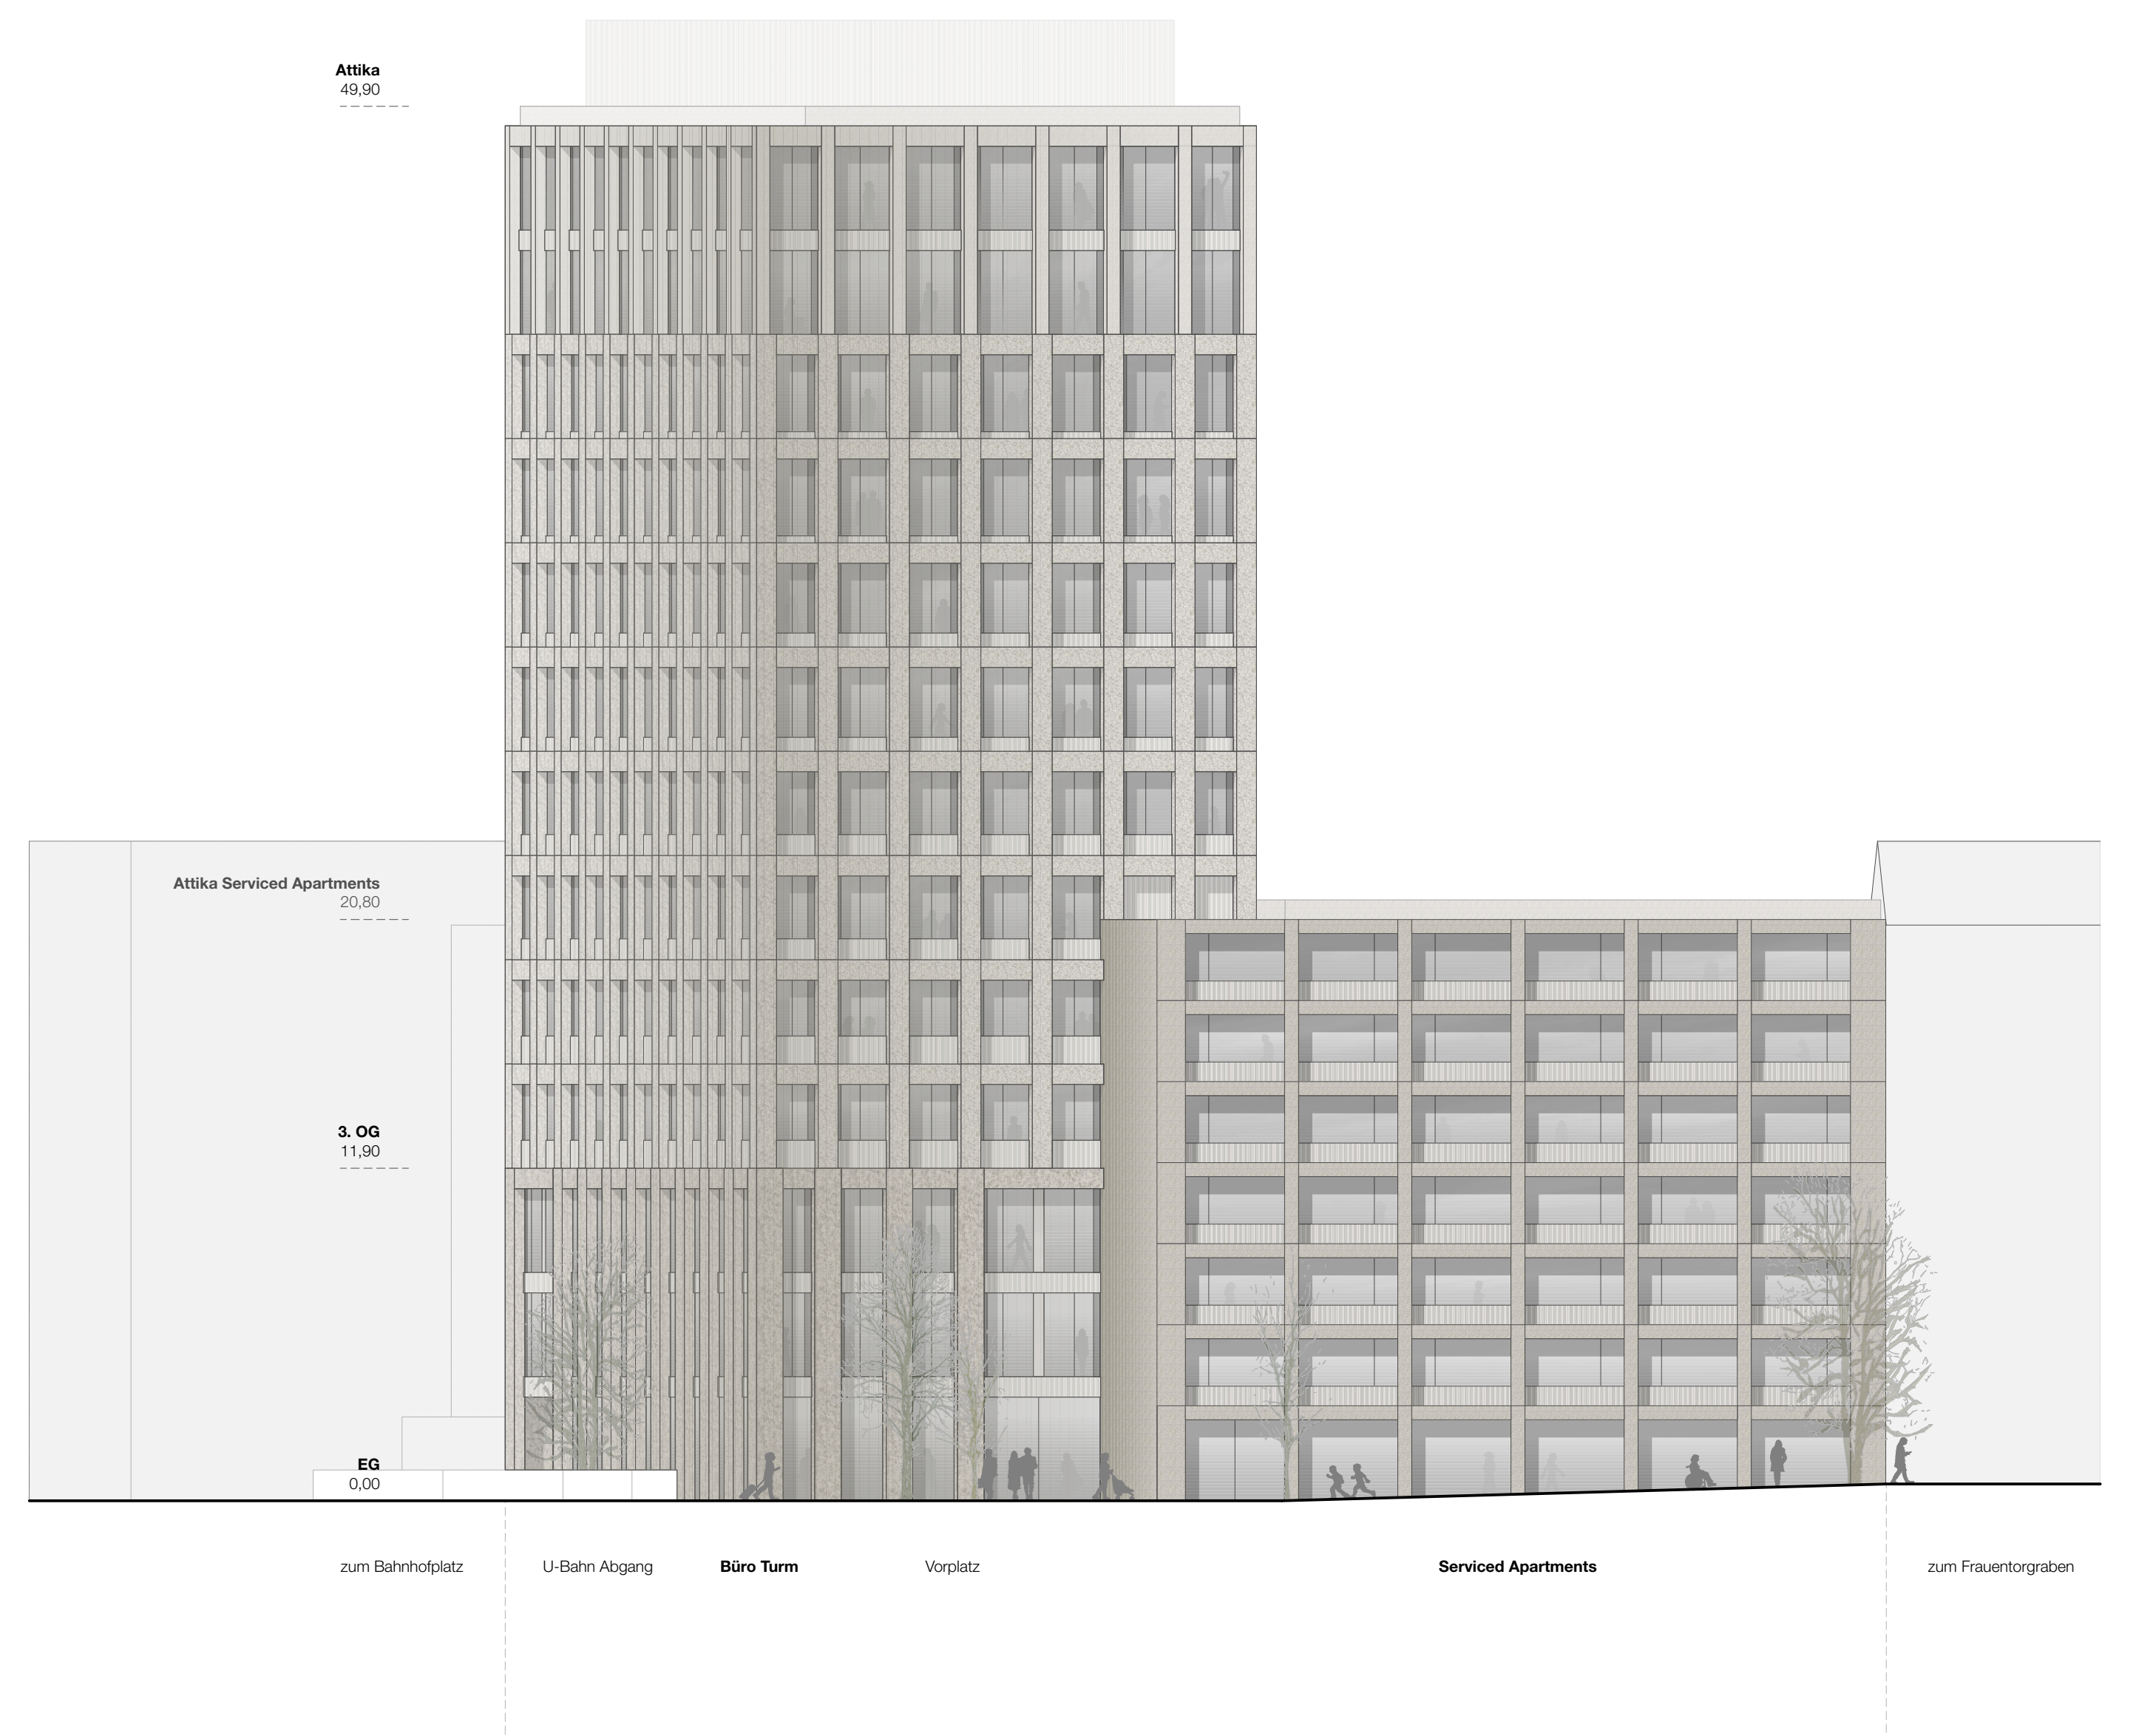 Attika
49,90
Attika Serviced Apartments
20,80
3. OG
11,90
EG
0,00
zum Bahnhofplatz
U-Bahn Abgang
Büro Turm
Vorplatz
Serviced Apartments
zum Frauentorgraben